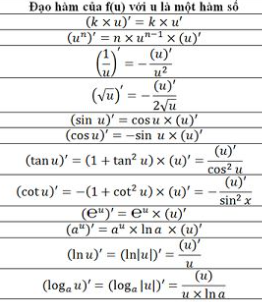 Đạo hàm của f(u) với u là một hàm số
(k × u)′ = k × u′
(uⁿ)′ = n × uⁿ⁻¹ × (u)′
(1/u)′ = −(u)′/u²
(√u)′ = −(u)′/2√u
(sin u)′ = cos u × (u)′
(cos u)′ = −sin u × (u)′
(tan u)′ = (1 + tan² u) × (u)′ = (u)′/cos² u
(cot u)′ = −(1 + cot² u) × (u)′ = −(u)′/sin² x
(eᵘ)′ = eᵘ × (u)′
(aᵘ)′ = aᵘ × ln a × (u)′
(ln u)′ = (ln|u|)′ = (u)′/u
(logₐ u)′ = (logₐ |u|)′ = (u)/u × ln a